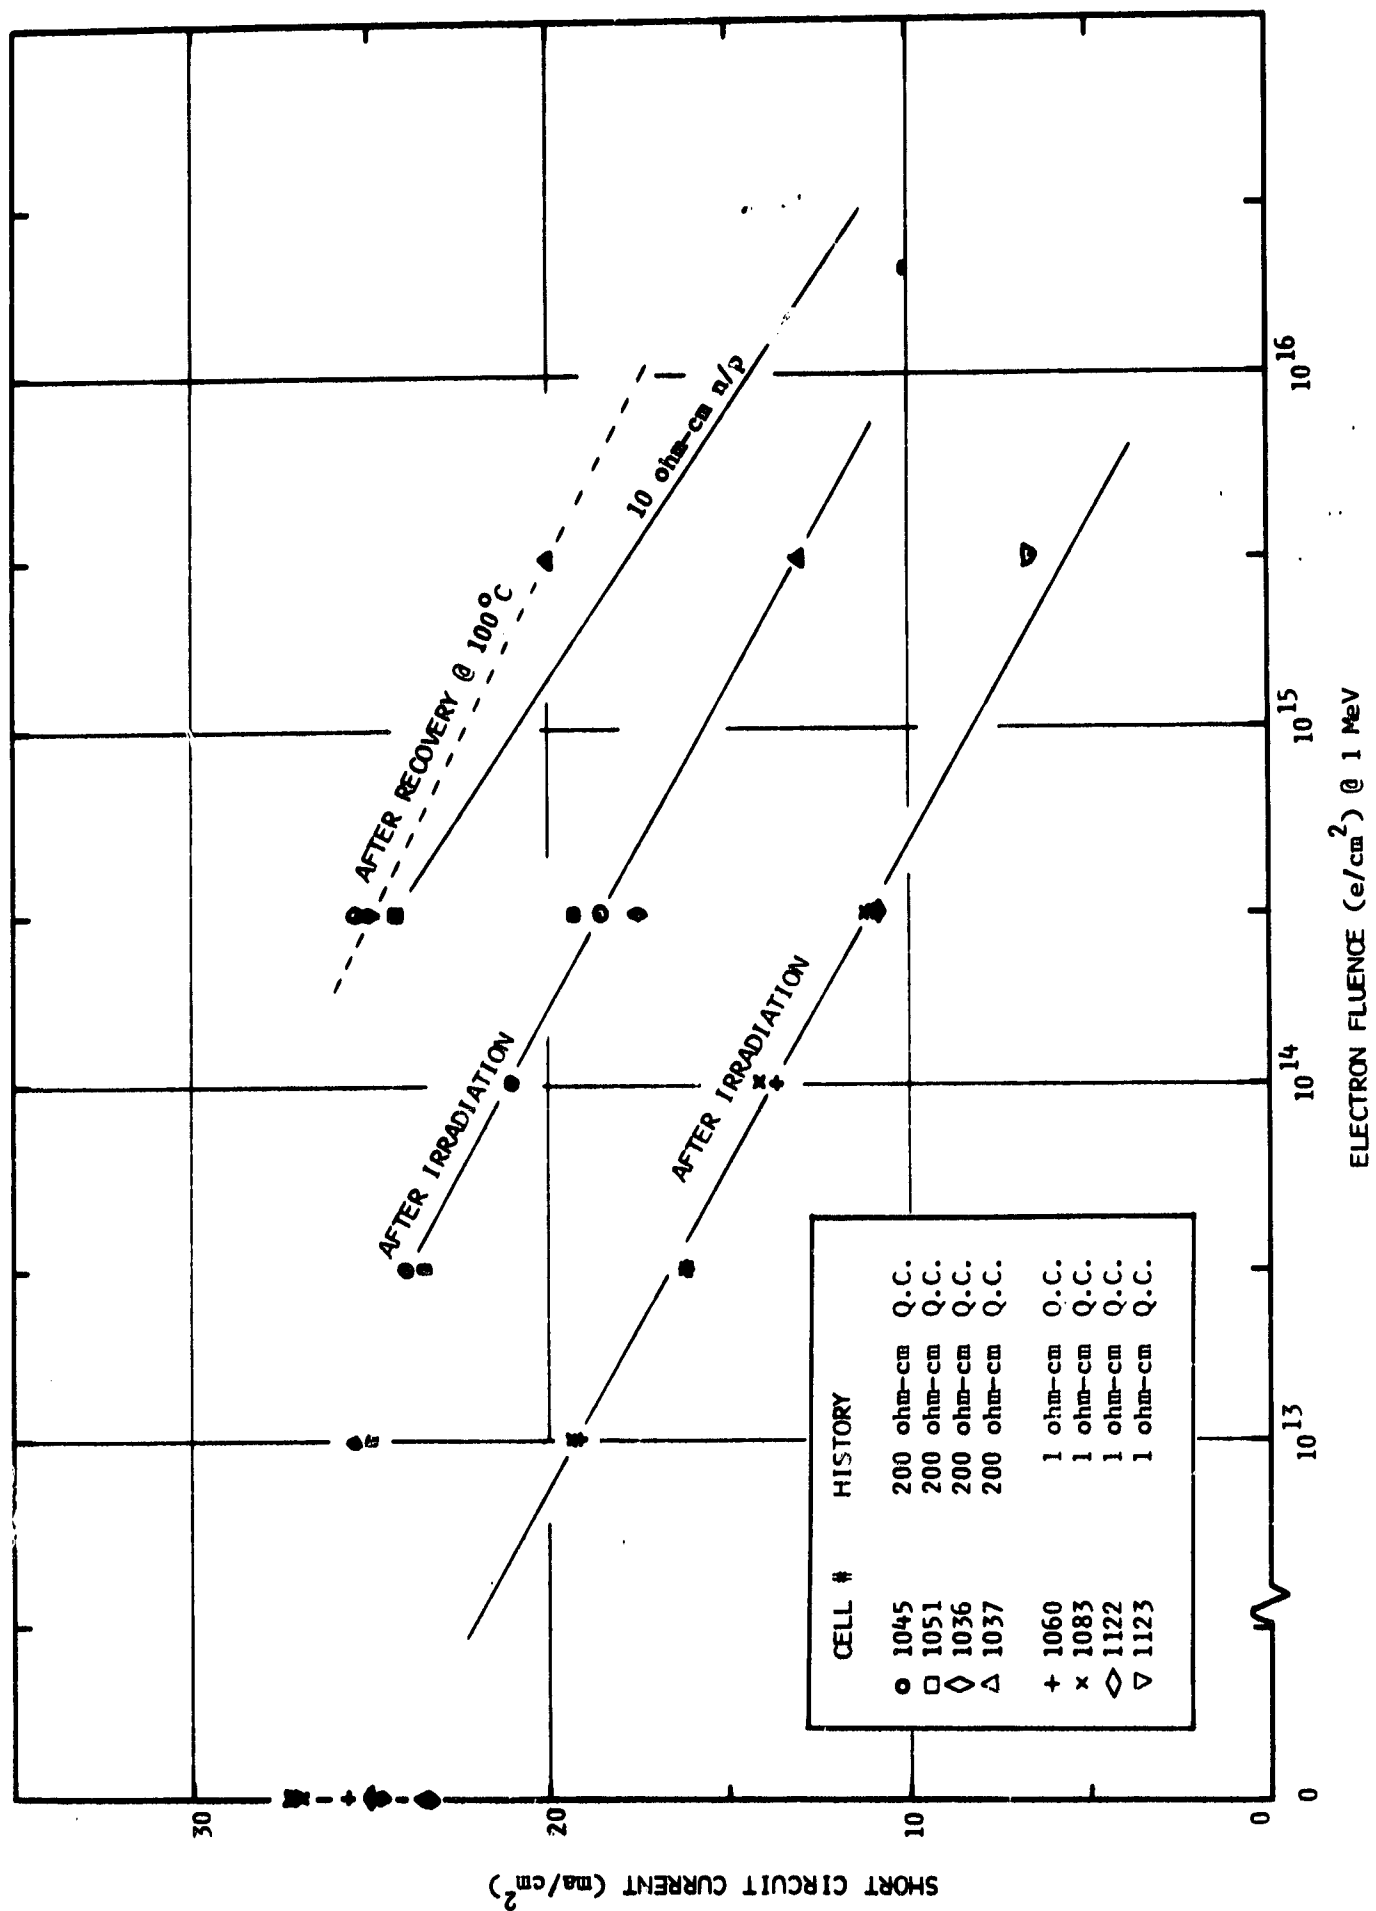 SHORT CIRCUIT CURRENT (ma/cm²)
30
20
10
0
0
10¹³
10¹⁴
10¹⁵
10¹⁶
ELECTRON FLUENCE (e/cm²) @ 1 MeV
AFTER RECOVERY @ 100°C
10 ohm-cm n/p
AFTER IRRADIATION
AFTER IRRADIATION
CELL # HISTORY
1045 200 ohm-cm Q.C.
1051 200 ohm-cm Q.C.
1036 200 ohm-cm Q.C.
1037 200 ohm-cm Q.C.
1060 1 ohm-cm Q.C.
1083 1 ohm-cm Q.C.
1122 1 ohm-cm Q.C.
1123 1 ohm-cm Q.C.